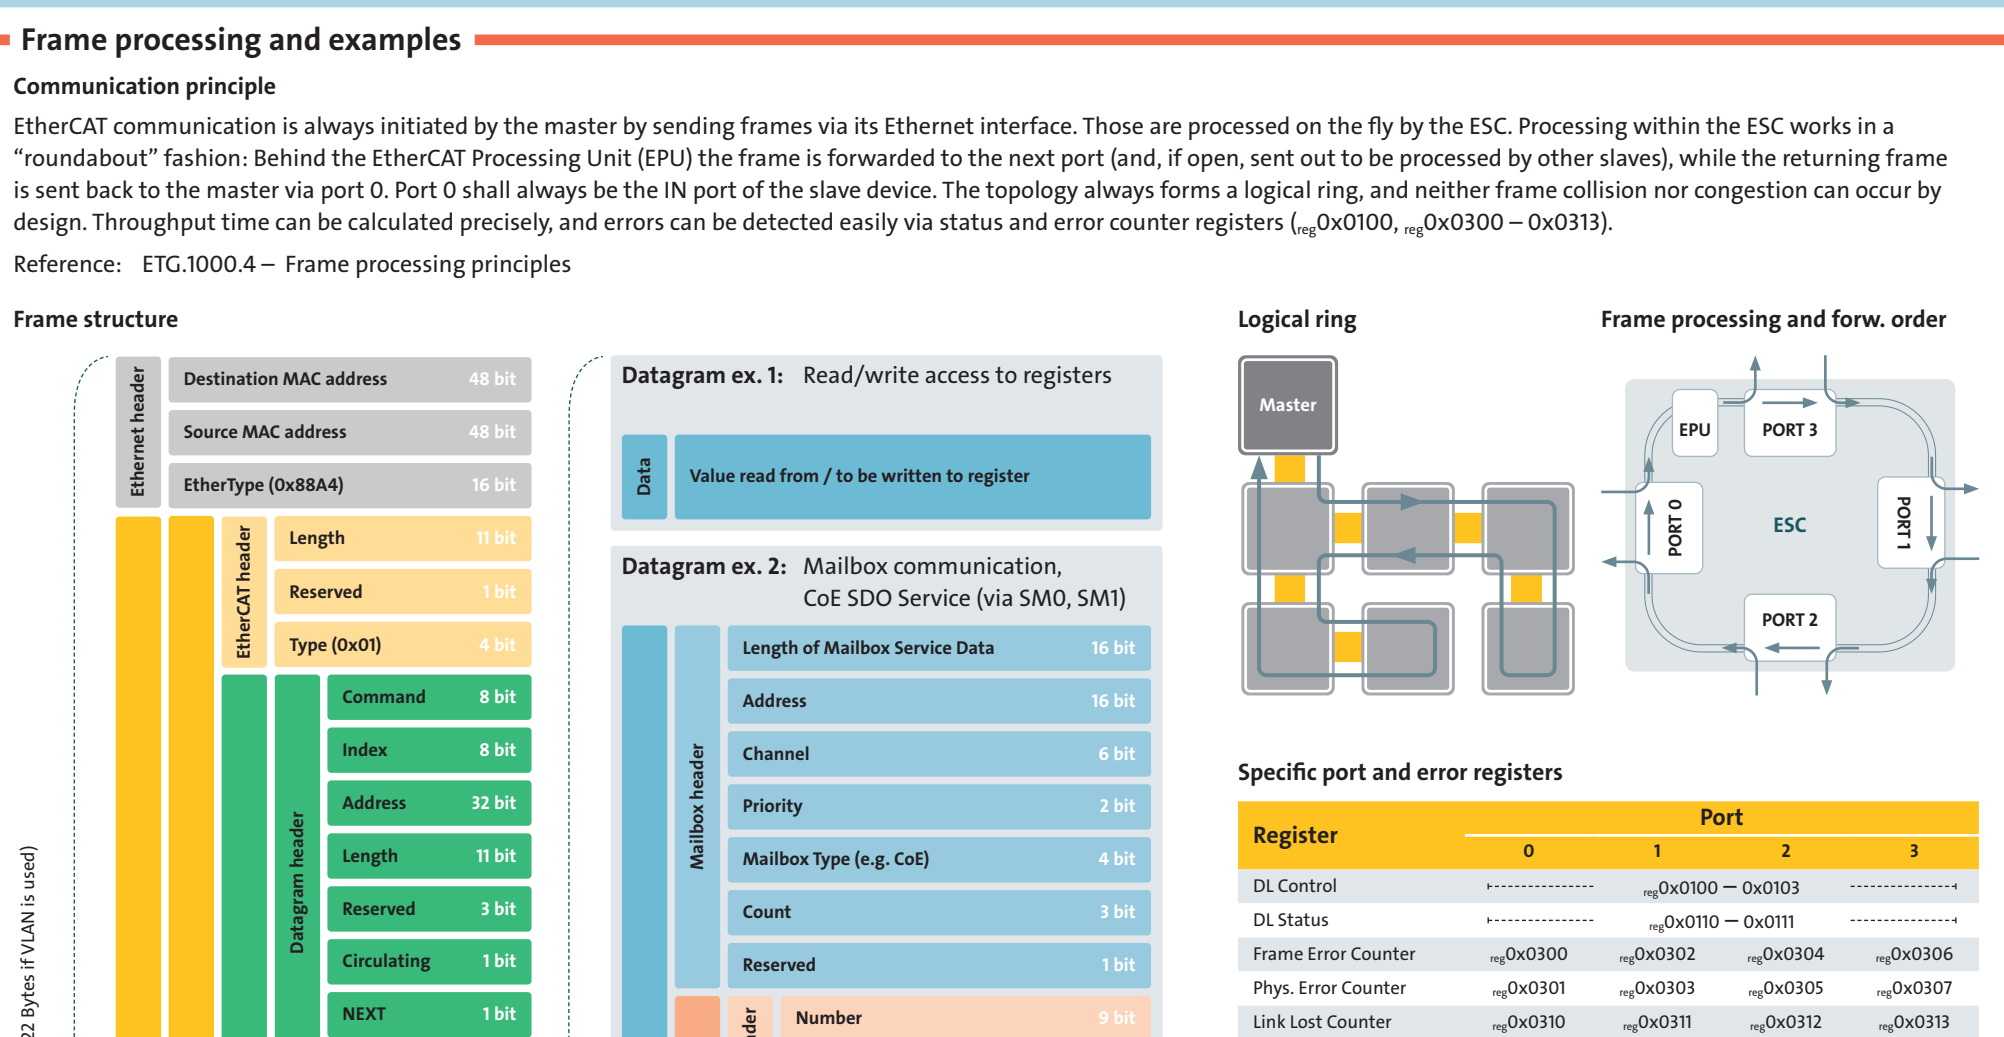 Frame processing and examples
Communication principle
EtherCAT communication is always initiated by the master by sending frames via its Ethernet interface. Those are processed on the fly by the ESC. Processing within the ESC works in a
“roundabout” fashion: Behind the EtherCAT Processing Unit (EPU) the frame is forwarded to the next port (and, if open, sent out to be processed by other slaves), while the returning frame
is sent back to the master via port 0. Port 0 shall always be the IN port of the slave device. The topology always forms a logical ring, and neither frame collision nor congestion can occur by
design. Throughput time can be calculated precisely, and errors can be detected easily via status and error counter registers (reg0x0100, reg0x0300 – 0x0313).
Reference: ETG.1000.4 – Frame processing principles
Frame structure
Ethernet header
Destination MAC address 48 bit
Source MAC address 48 bit
EtherType (0x88A4) 16 bit
EtherCAT header
Length 11 bit
Reserved 1 bit
Type (0x01) 4 bit
Datagram header
Command 8 bit
Index 8 bit
Address 32 bit
Length 11 bit
Reserved 3 bit
Circulating 1 bit
NEXT 1 bit
22 Bytes if VLAN is used)
Datagram ex. 1: Read/write access to registers
Data
Value read from / to be written to register
Datagram ex. 2: Mailbox communication,
CoE SDO Service (via SM0, SM1)
Mailbox header
Length of Mailbox Service Data 16 bit
Address 16 bit
Channel 6 bit
Priority 2 bit
Mailbox Type (e.g. CoE) 4 bit
Count 3 bit
Reserved 1 bit
der
Number 9 bit
Logical ring
Master
Frame processing and forw. order
EPU
PORT 3
PORT 0
ESC
PORT 1
PORT 2
Specific port and error registers
Register Port
0 1 2 3
DL Control reg0x0100 — 0x0103
DL Status reg0x0110 — 0x0111
Frame Error Counter reg0x0300 reg0x0302 reg0x0304 reg0x0306
Phys. Error Counter reg0x0301 reg0x0303 reg0x0305 reg0x0307
Link Lost Counter reg0x0310 reg0x0311 reg0x0312 reg0x0313